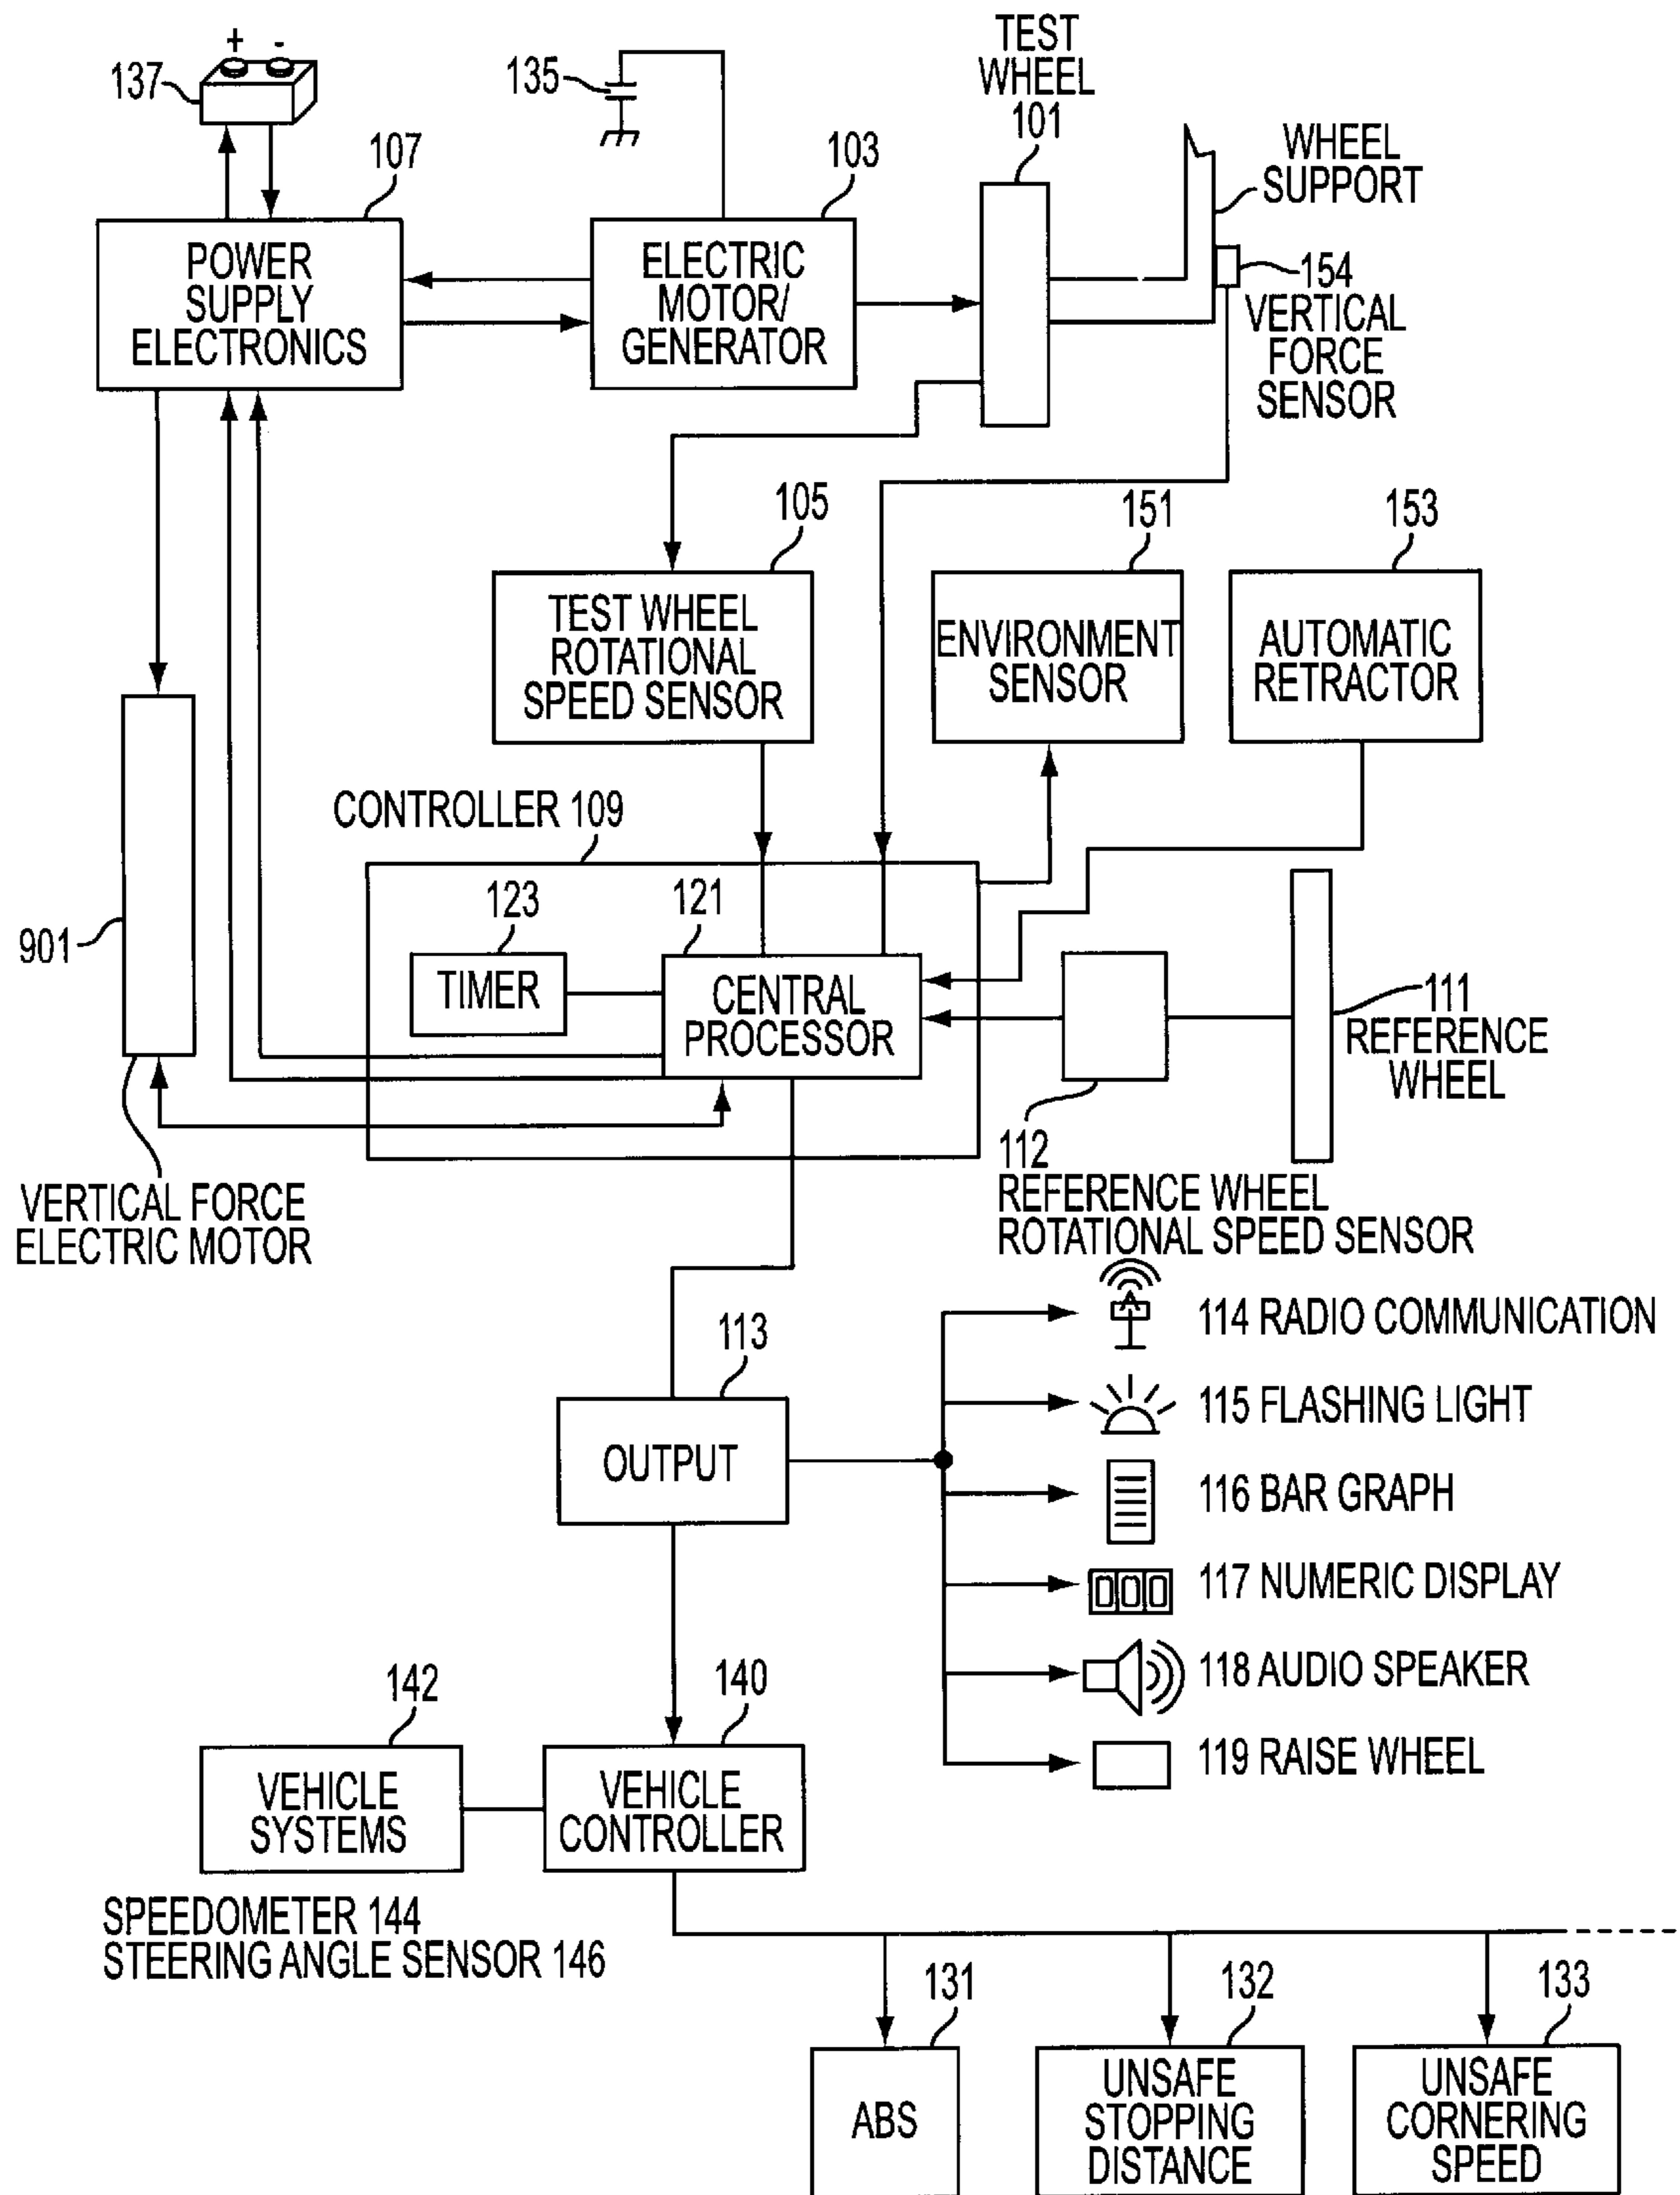 + -
137
135
TEST
WHEEL
101
107
103
WHEEL
SUPPORT
POWER
SUPPLY
ELECTRONICS
ELECTRIC
MOTOR/
GENERATOR
154
VERTICAL
FORCE
SENSOR
105
151
153
TEST WHEEL
ROTATIONAL
SPEED SENSOR
ENVIRONMENT
SENSOR
AUTOMATIC
RETRACTOR
CONTROLLER 109
123
121
901
TIMER
CENTRAL
PROCESSOR
111
REFERENCE
WHEEL
112
REFERENCE WHEEL
ROTATIONAL SPEED SENSOR
VERTICAL FORCE
ELECTRIC MOTOR
114 RADIO COMMUNICATION
113
115 FLASHING LIGHT
OUTPUT
116 BAR GRAPH
000
117 NUMERIC DISPLAY
118 AUDIO SPEAKER
142
140
119 RAISE WHEEL
VEHICLE
SYSTEMS
VEHICLE
CONTROLLER
SPEEDOMETER 144
STEERING ANGLE SENSOR 146
131
132
133
ABS
UNSAFE
STOPPING
DISTANCE
UNSAFE
CORNERING
SPEED